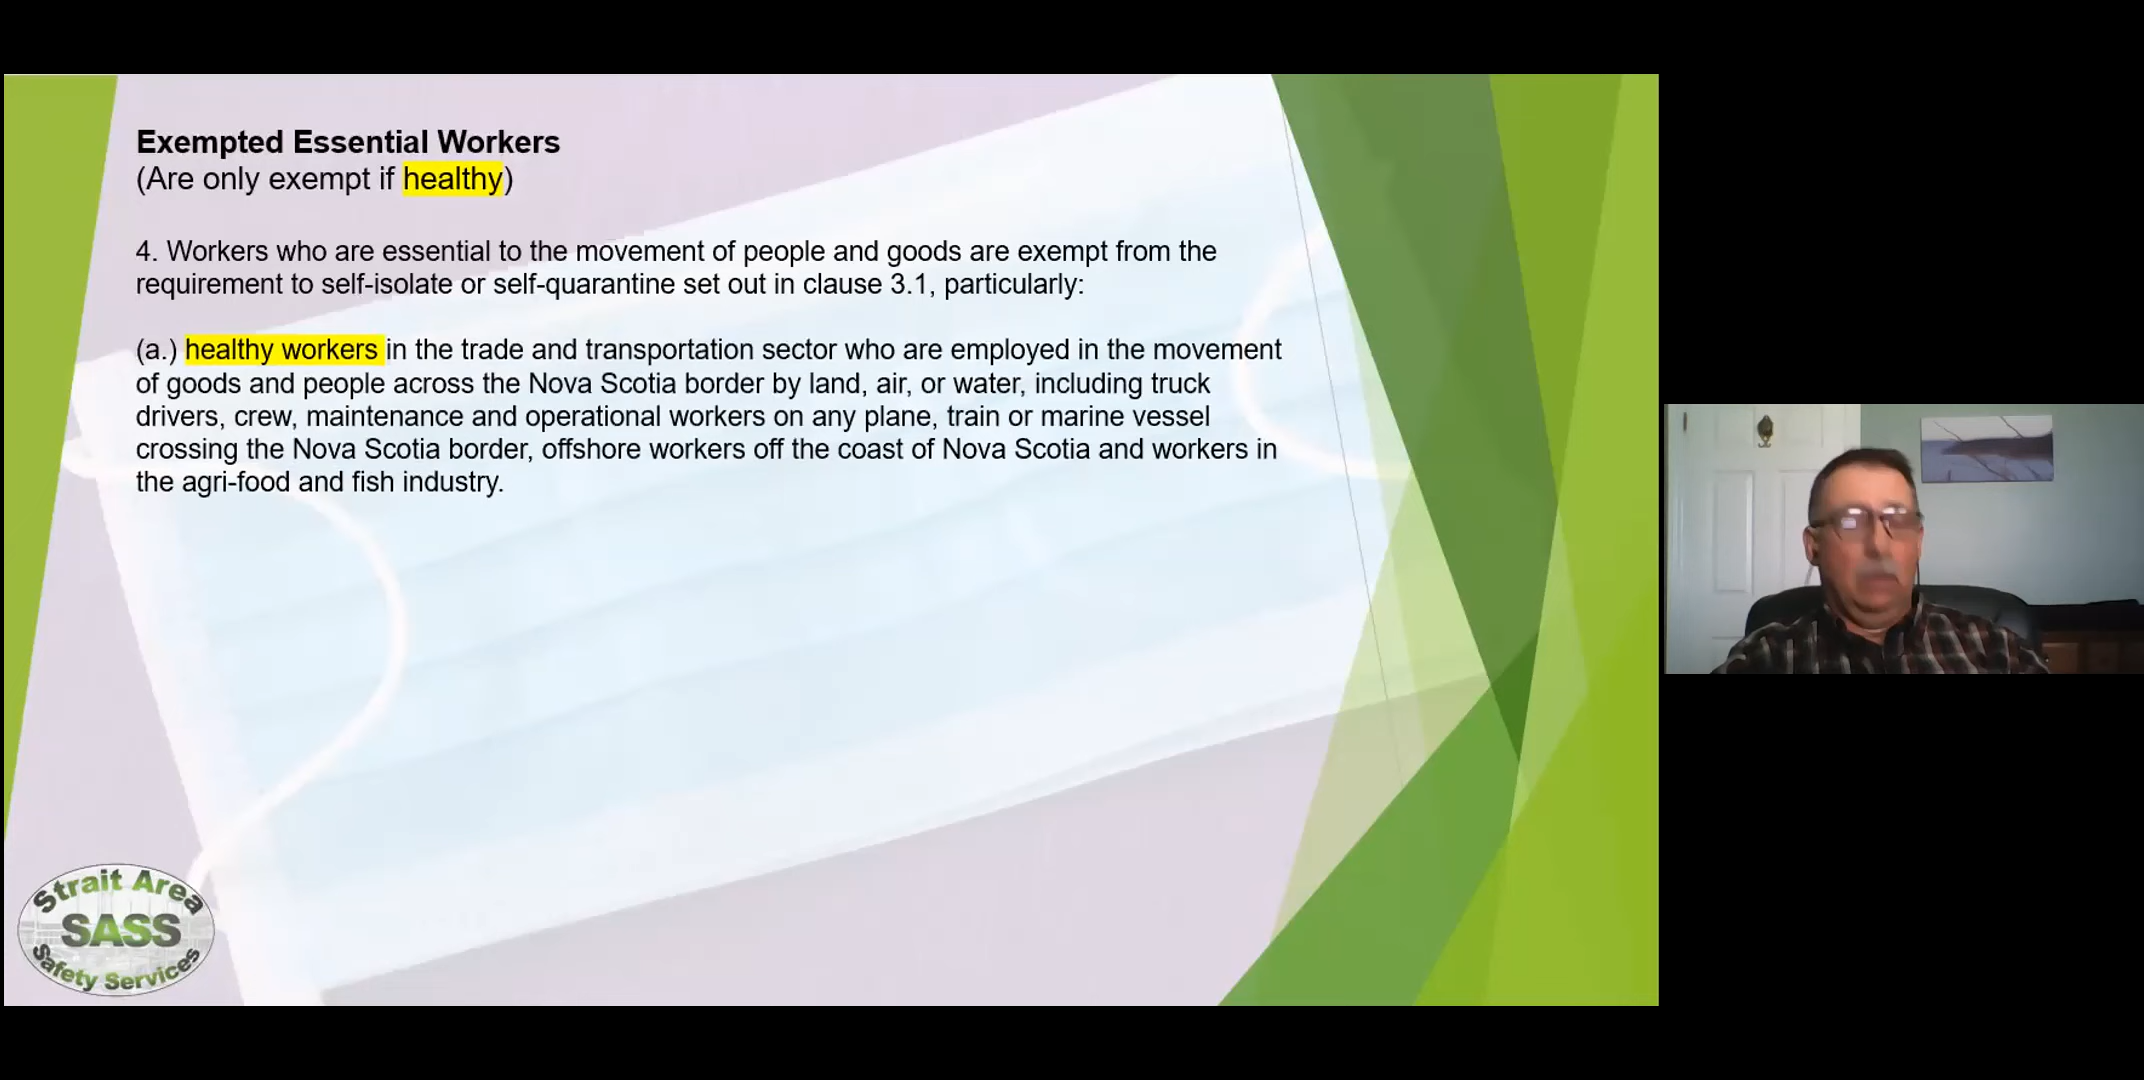 Exempted Essential Workers
(Are only exempt if healthy)
4. Workers who are essential to the movement of people and goods are exempt from the
requirement to self-isolate or self-quarantine set out in clause 3.1, particularly:
(a.) healthy workers in the trade and transportation sector who are employed in the movement
of goods and people across the Nova Scotia border by land, air, or water, including truck
drivers, crew, maintenance and operational workers on any plane, train or marine vessel
crossing the Nova Scotia border, offshore workers off the coast of Nova Scotia and workers in
the agri-food and fish industry.
Strait Area
SASS
Safety Services